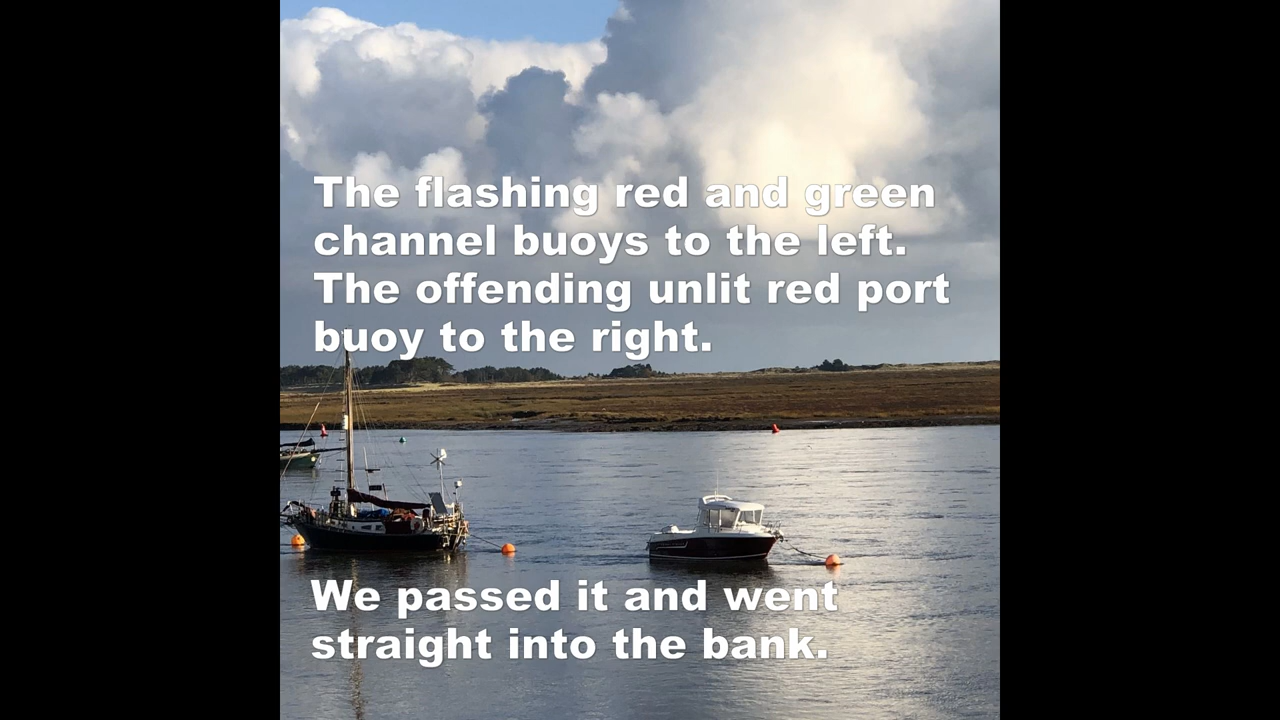 The flashing red and green
channel buoys to the left.
The offending unlit red port
buoy to the right.
We passed it and went
straight into the bank.